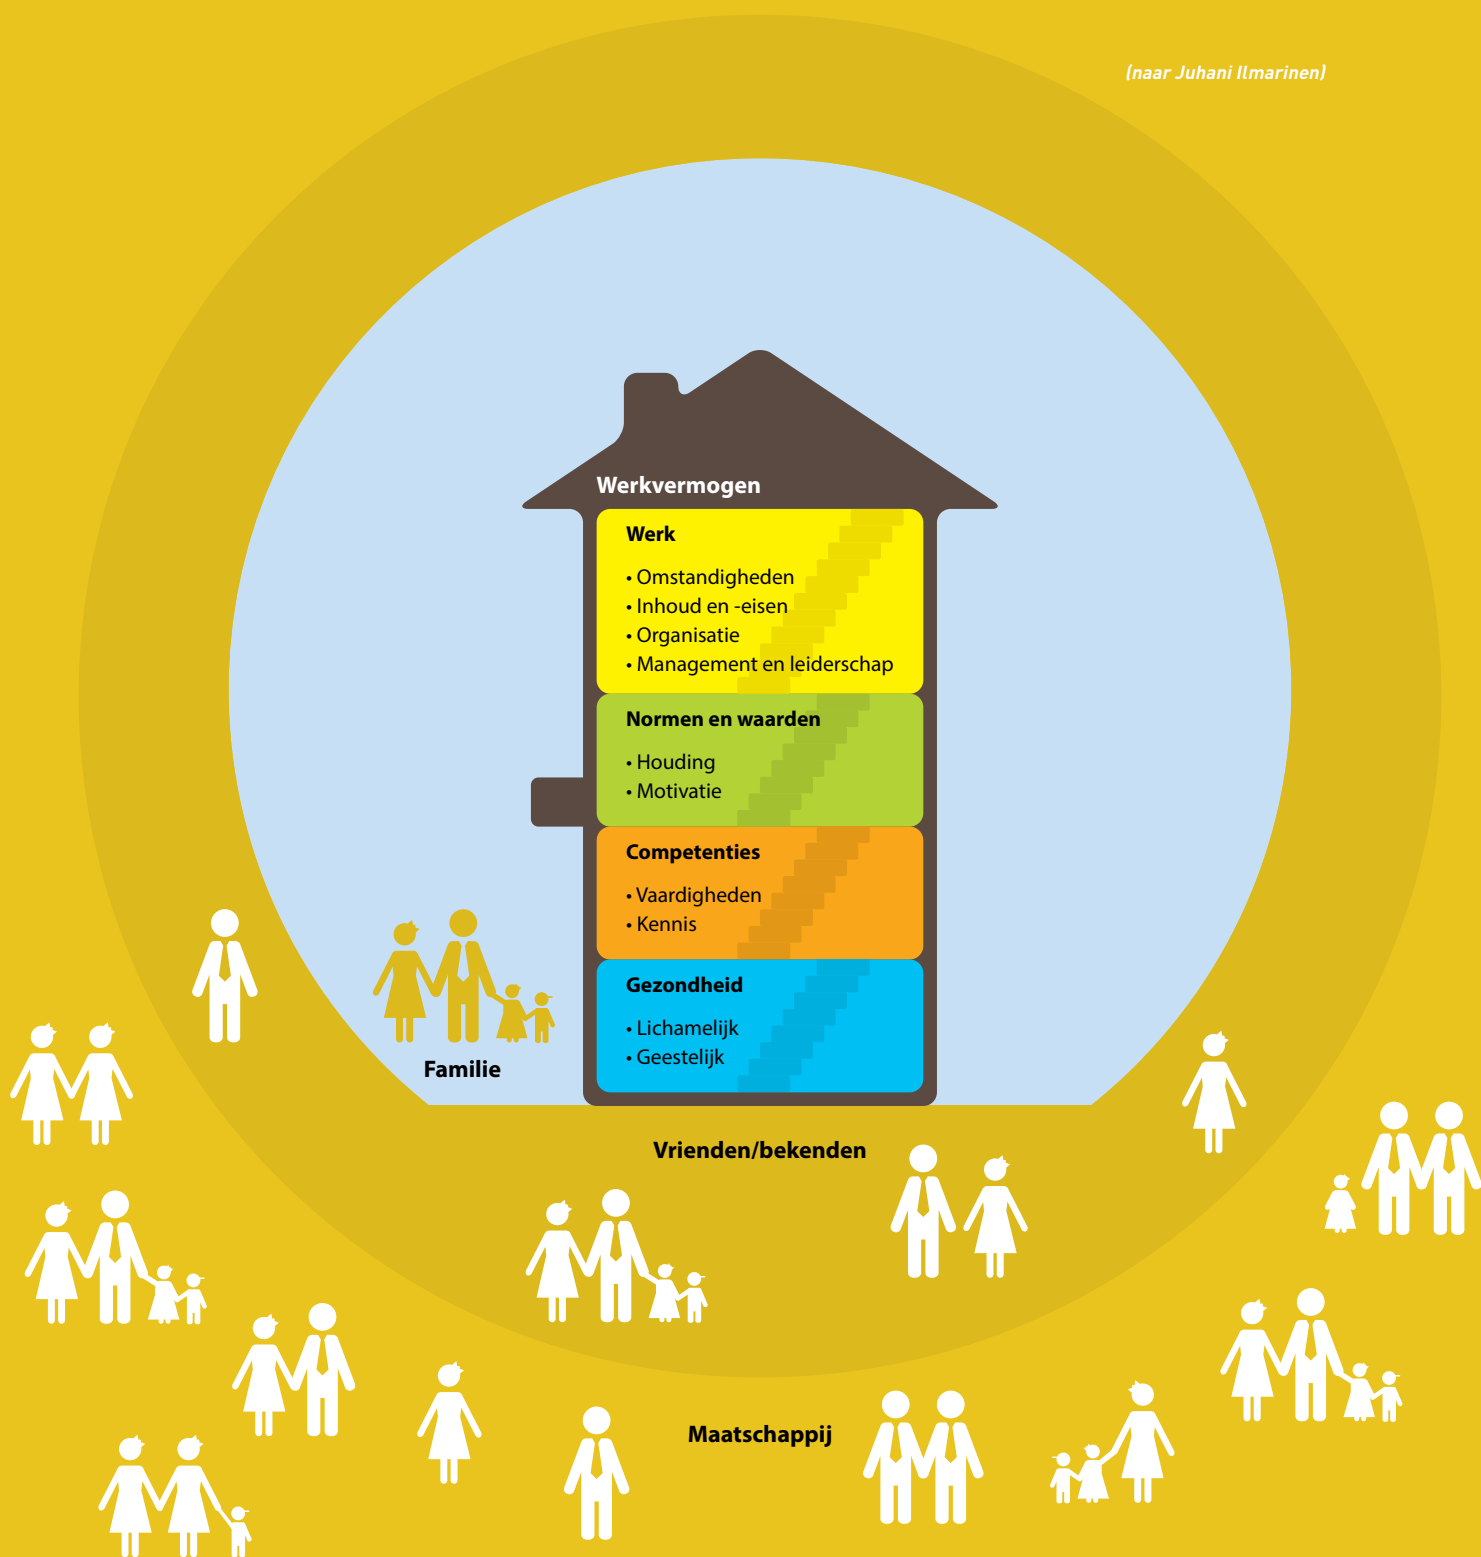 (naar Juhani Ilmarinen)
Werkvermogen
Werk
• Omstandigheden
• Inhoud en -eisen
• Organisatie
• Management en leiderschap
Normen en waarden
• Houding
• Motivatie
Competenties
• Vaardigheden
• Kennis
Gezondheid
• Lichamelijk
• Geestelijk
Familie
Vrienden/bekenden
Maatschappij